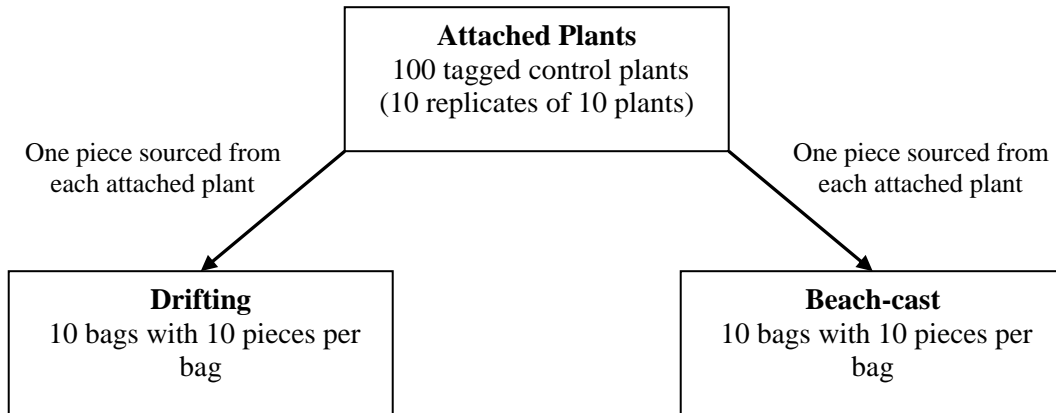 Attached Plants
100 tagged control plants
(10 replicates of 10 plants)
One piece sourced from
each attached plant
One piece sourced from
each attached plant
Drifting
10 bags with 10 pieces per
bag
Beach-cast
10 bags with 10 pieces per
bag